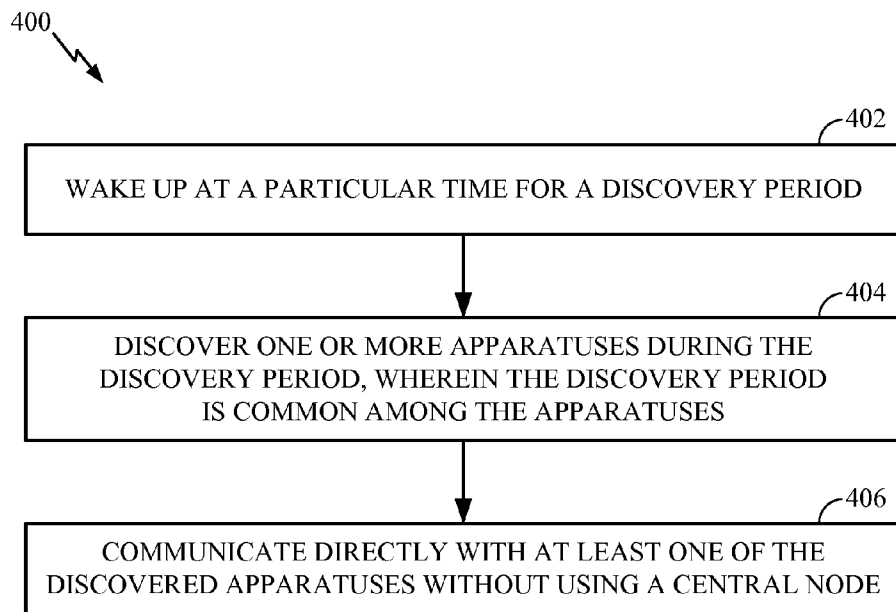 400
402
WAKE UP AT A PARTICULAR TIME FOR A DISCOVERY PERIOD
404
DISCOVER ONE OR MORE APPARATUSES DURING THE
DISCOVERY PERIOD, WHEREIN THE DISCOVERY PERIOD
IS COMMON AMONG THE APPARATUSES
406
COMMUNICATE DIRECTLY WITH AT LEAST ONE OF THE
DISCOVERED APPARATUSES WITHOUT USING A CENTRAL NODE